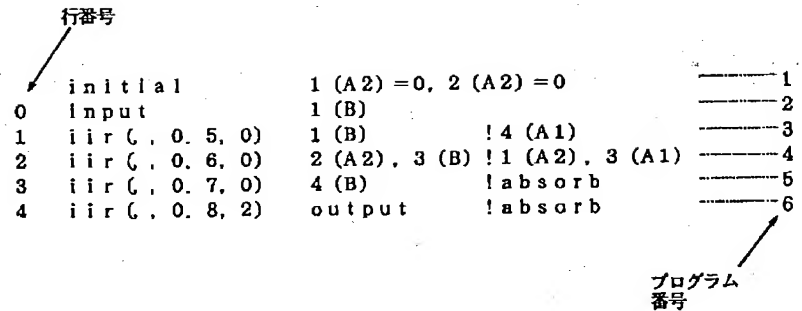 行番号
initial 1 (A2) =0, 2 (A2) =0 1
0 input 1 (B) 2
1 iir (, , 0. 5, 0) 1 (B) !4 (A1) 3
2 iir (, , 0. 6, 0) 2 (A2), 3 (B) !1 (A2), 3 (A1) 4
3 iir (, , 0. 7, 0) 4 (B) !absorb 5
4 iir (, , 0. 8, 2) output !absorb 6
プログラム
番号